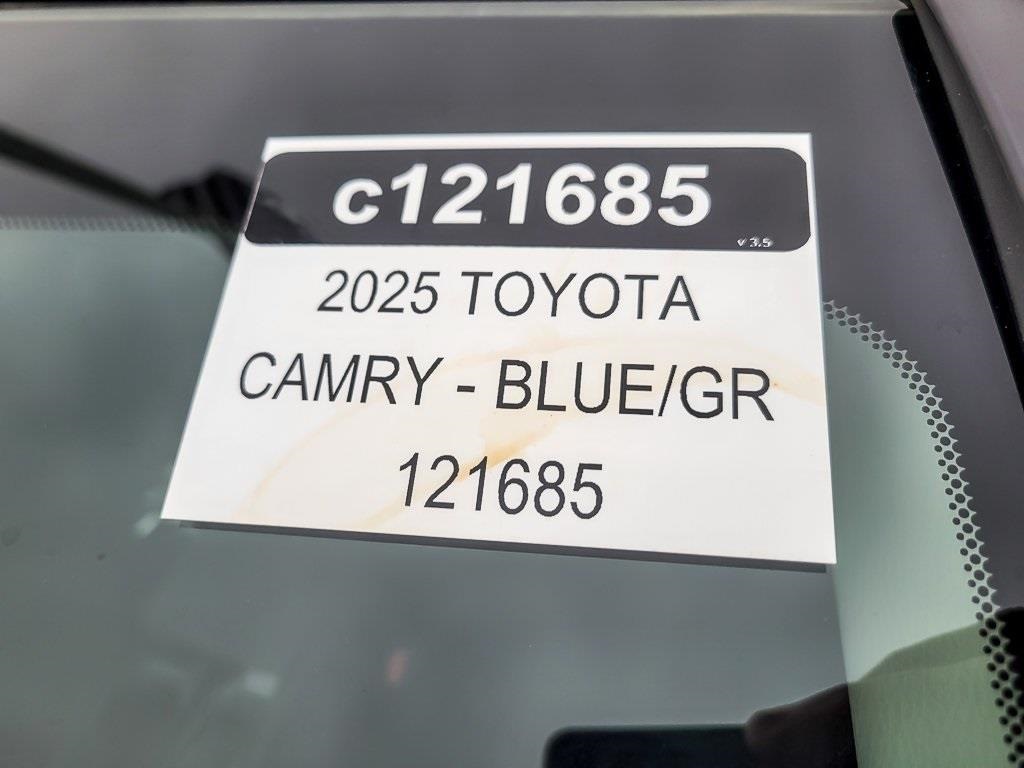 c121685
v 3.5
2025 TOYOTA
CAMRY - BLUE/GR
121685